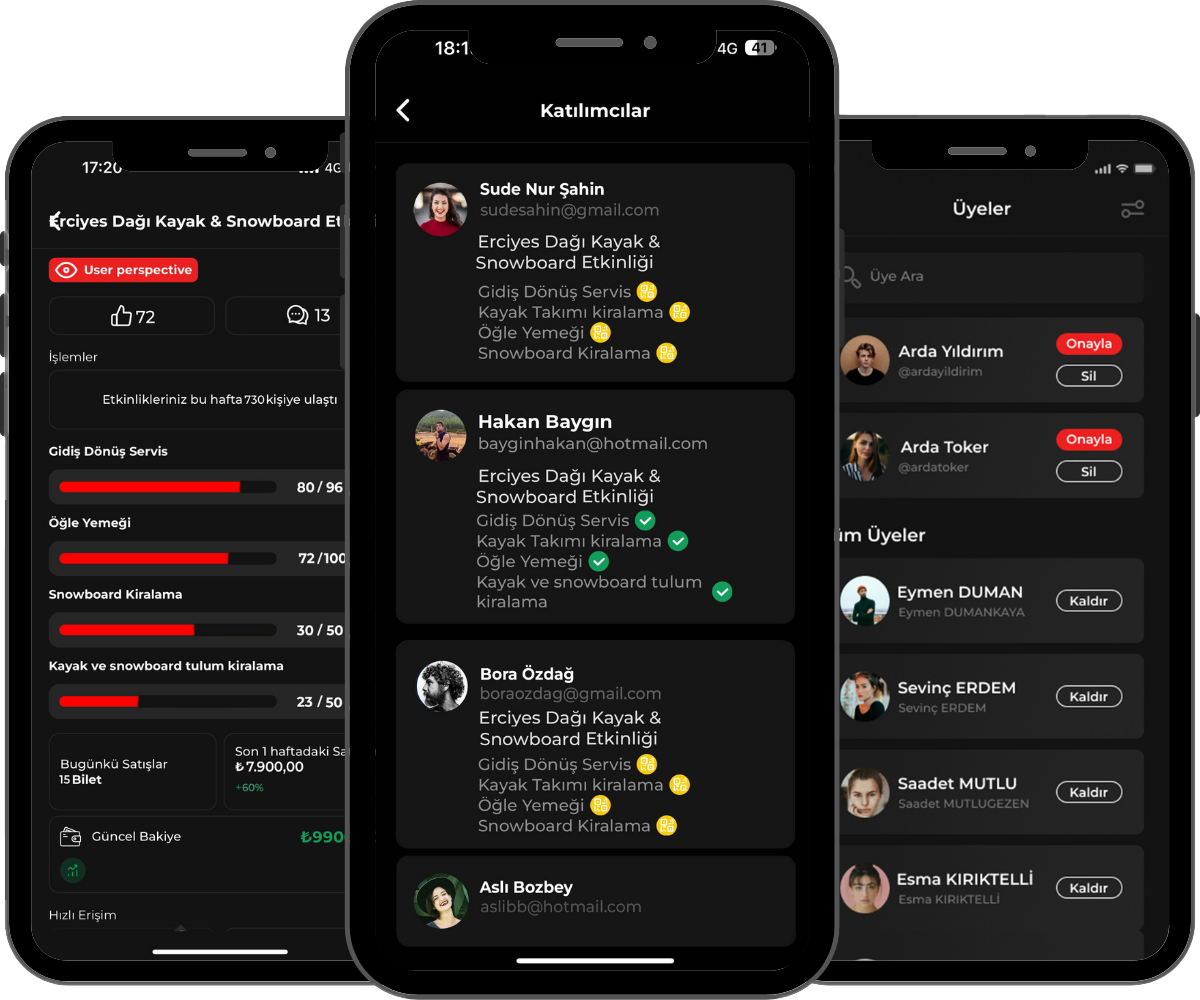 17:20
4G
Erciyes Dağı Kayak & Snowboard Et
User perspective
72
13
İşlemler
Etkinlikleriniz bu hafta 730 kişiye ulaştı
Gidiş Dönüş Servis
80 / 96
Öğle Yemeği
72 /100
Snowboard Kiralama
30 / 50
Kayak ve snowboard tulum kiralama
23 / 50
Bugünkü Satışlar
15 Bilet
Son 1 haftadaki Sa
₺7.900,00
+60%
Güncel Bakiye
₺990
Hızlı Erişim
18:1
4G
41
Katılımcılar
Sude Nur Şahin
sudesahin@gmail.com
Erciyes Dağı Kayak &
Snowboard Etkinliği
Gidiş Dönüş Servis
Kayak Takımı kiralama
Öğle Yemeği
Snowboard Kiralama
Hakan Baygın
bayginhakan@hotmail.com
Erciyes Dağı Kayak &
Snowboard Etkinliği
Gidiş Dönüş Servis
Kayak Takımı kiralama
Öğle Yemeği
Kayak ve snowboard tulum
kiralama
Bora Özdağ
boraozdag@gmail.com
Erciyes Dağı Kayak &
Snowboard Etkinliği
Gidiş Dönüş Servis
Kayak Takımı kiralama
Öğle Yemeği
Snowboard Kiralama
Aslı Bozbey
aslibb@hotmail.com
Üyeler
Üye Ara
Arda Yıldırım
@ardayildirim
Onayla
Sil
Arda Toker
@ardatoker
Onayla
Sil
üm Üyeler
Eymen DUMAN
Eymen DUMANKAYA
Kaldır
Sevinç ERDEM
Sevinç ERDEM
Kaldır
Saadet MUTLU
Saadet MUTLUGEZEN
Kaldır
Esma KIRIKTELLİ
Esma KIRIKTELLİ
Kaldır